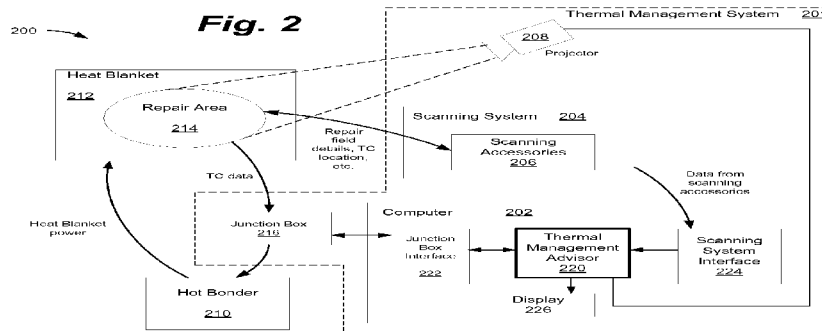 Fig. 2
Thermal Management System 201
200
208
Projector
Heat Blanket
212
Repair Area
214
Scanning System 204
Repair
field
details, TC
location,
etc.
Scanning
Accessories
206
TC data
Data from
scanning
accessories
Heat Blanket
power
Junction Box
216
Computer 202
Junction
Box
Interface
222
Thermal
Management
Advisor
220
Scanning
System
Interface
224
Hot Bonder
210
Display
226